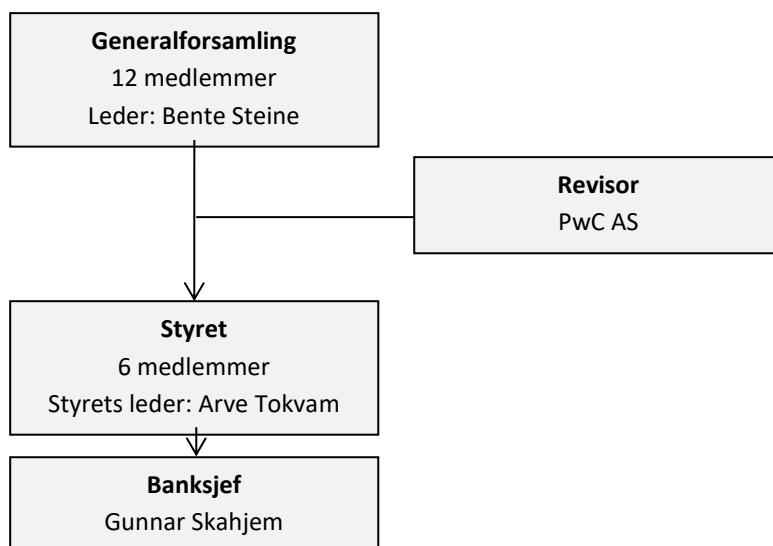 Generalforsamling
12 medlemmer
Leder: Bente Steine
Revisor
PwC AS
Styret
6 medlemmer
Styrets leder: Arve Tokvam
Banksjef
Gunnar Skahjem